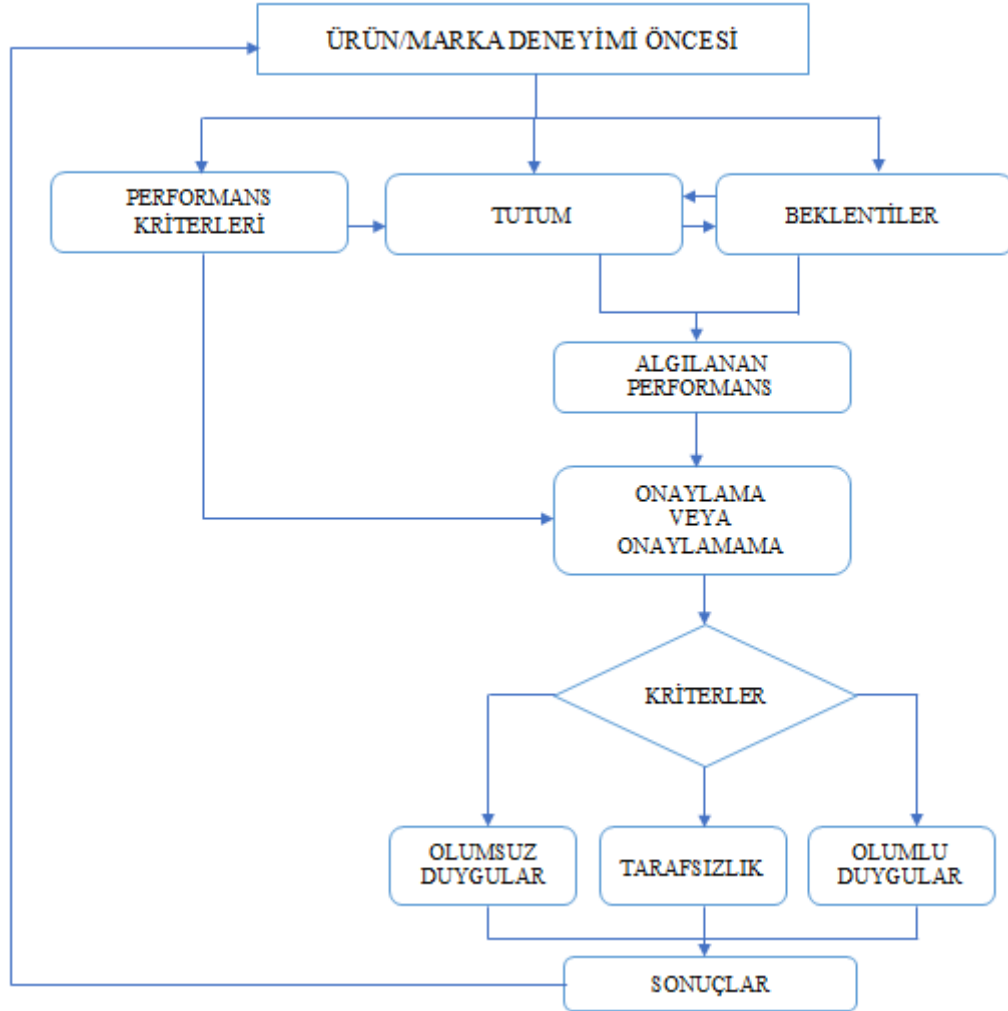 ÜRÜN/MARKA DENEYİMİ ÖNCESİ
PERFORMANS
KRİTERLERİ
TUTUM
BEKLENTİLER
ALGILANAN
PERFORMANS
ONAYLAMA
VEYA
ONAYLAMAMA
KRİTERLER
OLUMSUZ
DUYGULAR
TARAFSIZLIK
OLUMLU
DUYGULAR
SONUÇLAR